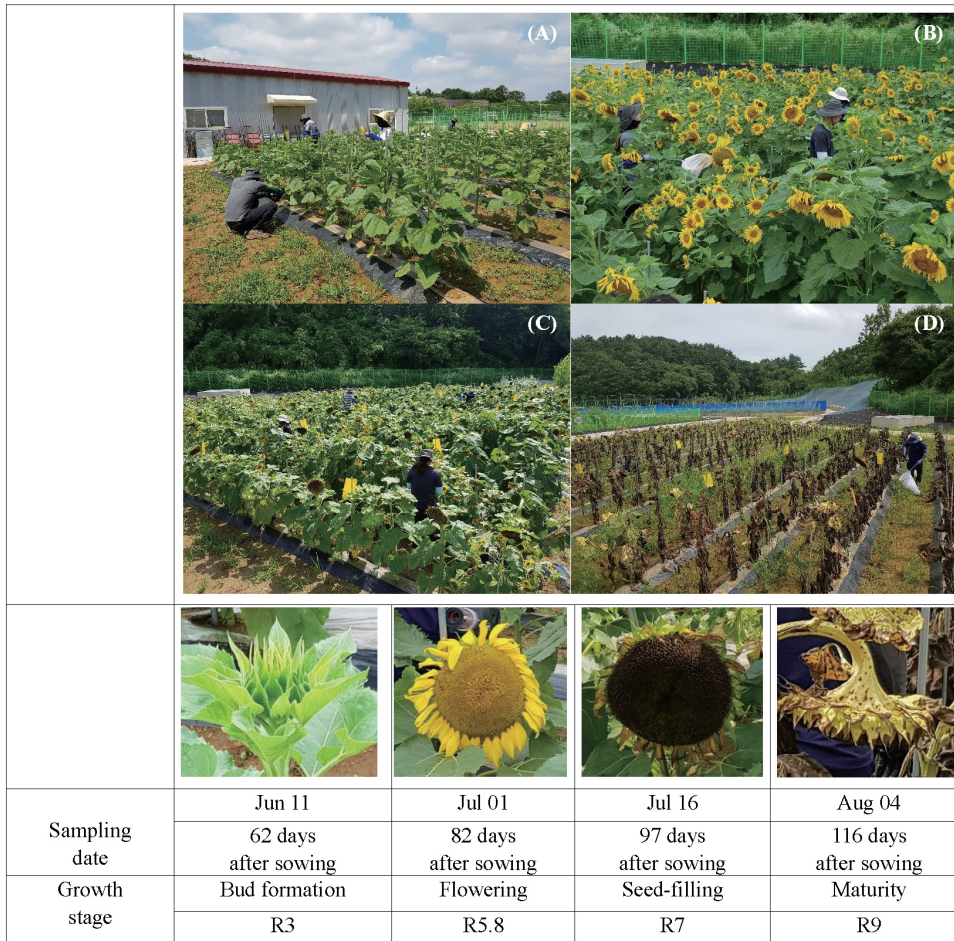 (A)
(B)
(C)
(D)
Sampling
date
Jun 11
Jul 01
Jul 16
Aug 04
62 days
after sowing
82 days
after sowing
97 days
after sowing
116 days
after sowing
Growth
stage
Bud formation
Flowering
Seed-filling
Maturity
R3
R5.8
R7
R9